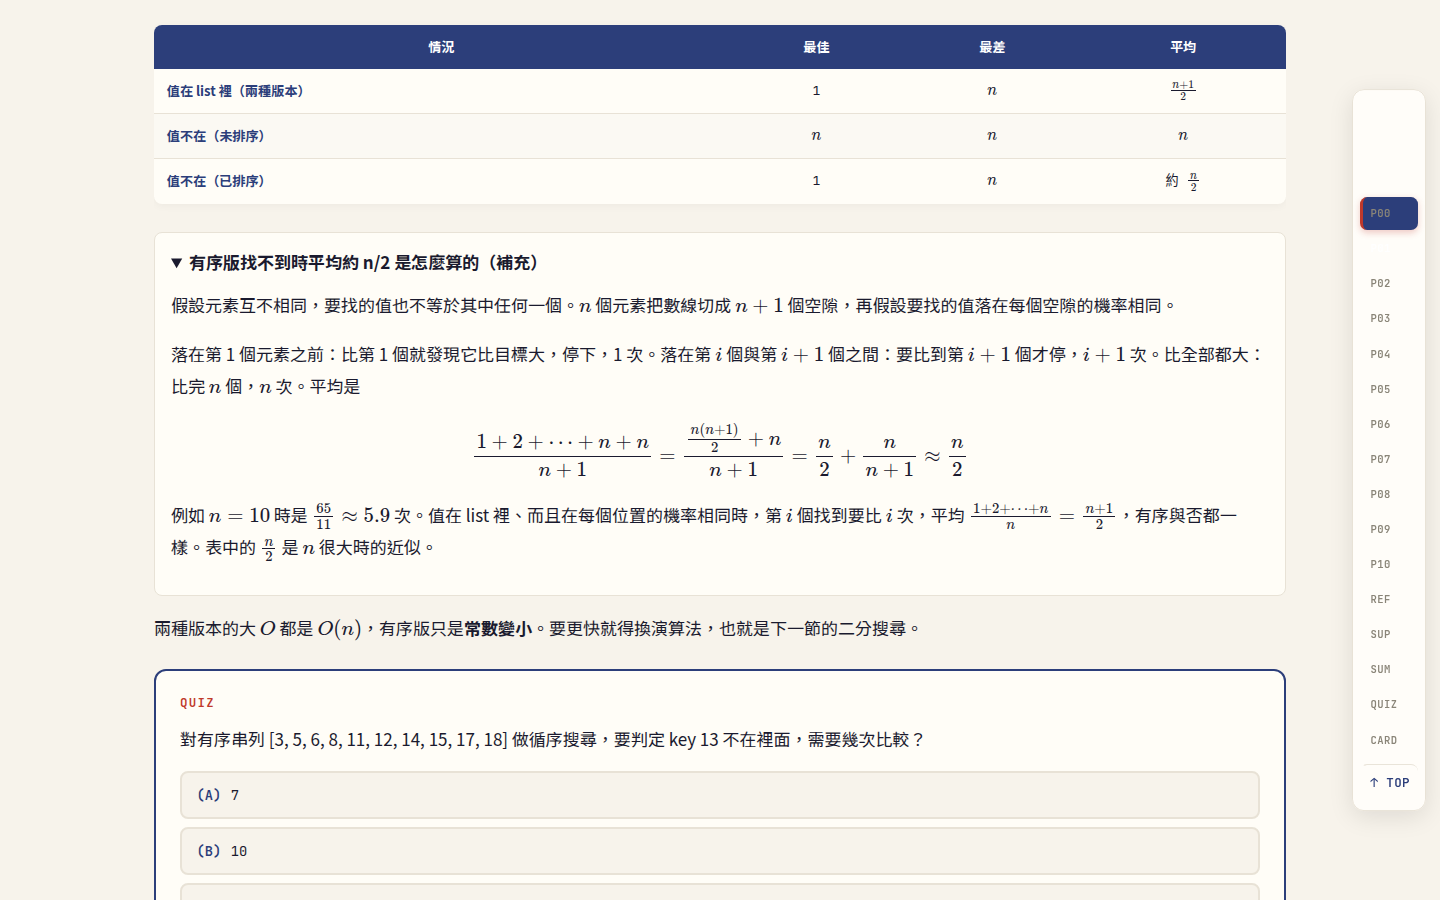 情況 最佳 最差 平均
值在 list 裡（兩種版本） 1 n (n+1)/2
值不在（未排序） n n n
值不在（已排序） 1 n 約 n/2
▼ 有序版找不到時平均約 n/2 是怎麼算的（補充）
假設元素互不相同，要找的值也不等於其中任何一個。n 個元素把數線切成 n + 1 個空隙，再假設要找的值落在每個空隙的機率相同。
落在第 1 個元素之前：比第 1 個就發現它比目標大，停下，1 次。落在第 i 個與第 i + 1 個之間：要比到第 i + 1 個才停，i + 1 次。比全部都大：
比完 n 個，n 次。平均是
(1 + 2 + ⋯ + n + n)/(n + 1) = (n(n+1)/2 + n)/(n + 1) = n/2 + n/(n + 1) ≈ n/2
例如 n = 10 時是 65/11 ≈ 5.9 次。值在 list 裡、而且在每個位置的機率相同時，第 i 個找到要比 i 次，平均 (1+2+⋯+n)/n = (n+1)/2，有序與否都一
樣。表中的 n/2 是 n 很大時的近似。
兩種版本的大 O 都是 O(n)，有序版只是常數變小。要更快就得換演算法，也就是下一節的二分搜尋。
QUIZ
對有序串列 [3, 5, 6, 8, 11, 12, 14, 15, 17, 18] 做循序搜尋，要判定 key 13 不在裡面，需要幾次比較？
(A) 7
(B) 10
P00
P02
P03
P04
P05
P06
P07
P08
P09
P10
REF
SUP
SUM
QUIZ
CARD
↑ TOP